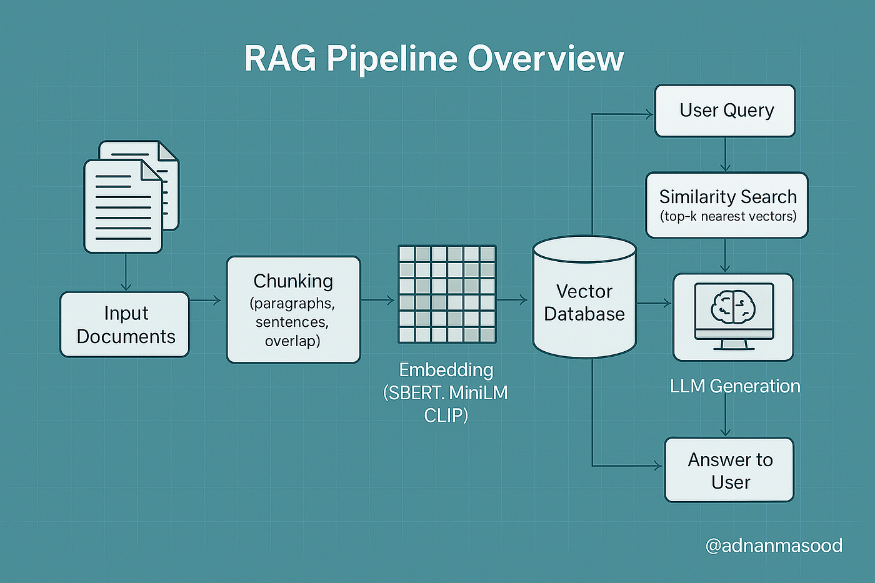 RAG Pipeline Overview
Input
Documents
Chunking
(paragraphs,
sentences,
overlap)
Embedding
(SBERT. MiniLM
CLIP)
Vector
Database
User Query
Similarity Search
(top-k nearest vectors)
LLM Generation
Answer to
User
@adnanmasood